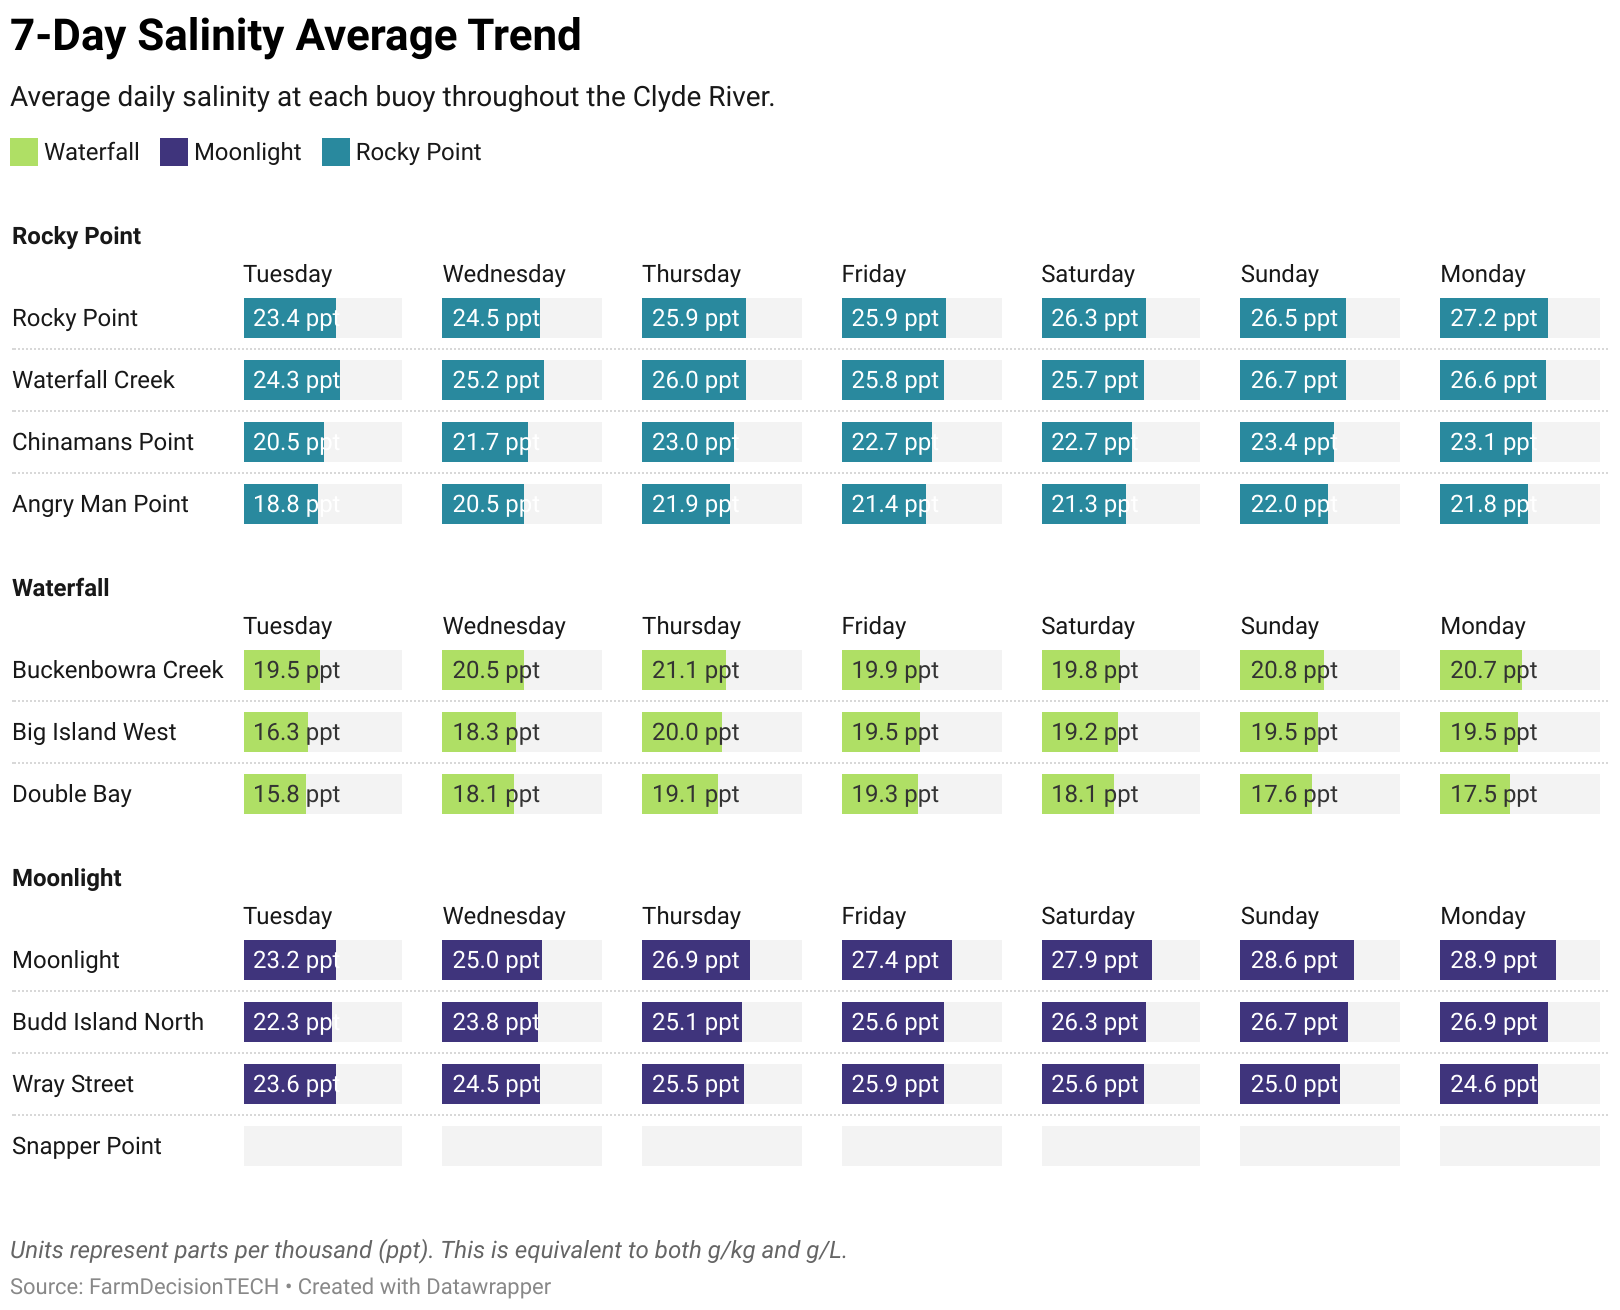 7-Day Salinity Average Trend
Average daily salinity at each buoy throughout the Clyde River.
Waterfall Moonlight Rocky Point
Rocky Point
Tuesday Wednesday Thursday Friday Saturday Sunday Monday
Rocky Point 23.4 ppt 24.5 ppt 25.9 ppt 25.9 ppt 26.3 ppt 26.5 ppt 27.2 ppt
Waterfall Creek 24.3 ppt 25.2 ppt 26.0 ppt 25.8 ppt 25.7 ppt 26.7 ppt 26.6 ppt
Chinamans Point 20.5 ppt 21.7 ppt 23.0 ppt 22.7 ppt 22.7 ppt 23.4 ppt 23.1 ppt
Angry Man Point 18.8 ppt 20.5 ppt 21.9 ppt 21.4 ppt 21.3 ppt 22.0 ppt 21.8 ppt
Waterfall
Tuesday Wednesday Thursday Friday Saturday Sunday Monday
Buckenbowra Creek 19.5 ppt 20.5 ppt 21.1 ppt 19.9 ppt 19.8 ppt 20.8 ppt 20.7 ppt
Big Island West 16.3 ppt 18.3 ppt 20.0 ppt 19.5 ppt 19.2 ppt 19.5 ppt 19.5 ppt
Double Bay 15.8 ppt 18.1 ppt 19.1 ppt 19.3 ppt 18.1 ppt 17.6 ppt 17.5 ppt
Moonlight
Tuesday Wednesday Thursday Friday Saturday Sunday Monday
Moonlight 23.2 ppt 25.0 ppt 26.9 ppt 27.4 ppt 27.9 ppt 28.6 ppt 28.9 ppt
Budd Island North 22.3 ppt 23.8 ppt 25.1 ppt 25.6 ppt 26.3 ppt 26.7 ppt 26.9 ppt
Wray Street 23.6 ppt 24.5 ppt 25.5 ppt 25.9 ppt 25.6 ppt 25.0 ppt 24.6 ppt
Snapper Point
Units represent parts per thousand (ppt). This is equivalent to both g/kg and g/L.
Source: FarmDecisionTECH • Created with Datawrapper